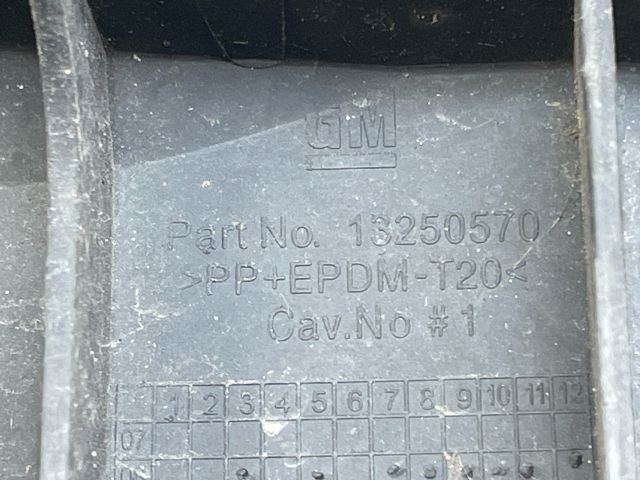 GM
Part No. 13250570
>PP+EPDM-T20<
Cav.No #1
1 2 3 4 5 6 7 8 9 10 11 12
07